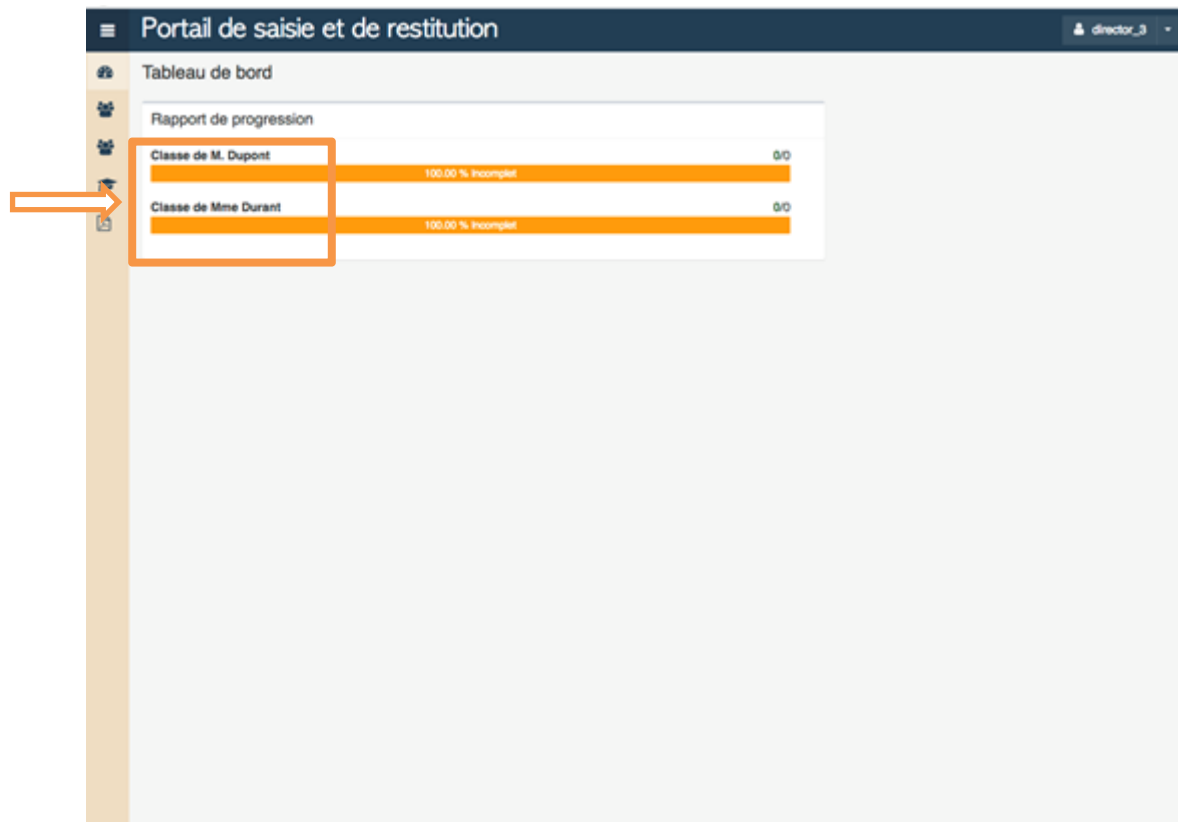 Portail de saisie et de restitution
director_3
Tableau de bord
Rapport de progression
Classe de M. Dupont 0/0
100.00 % Incomplet
Classe de Mme Durant 0/0
100.00 % Incomplet